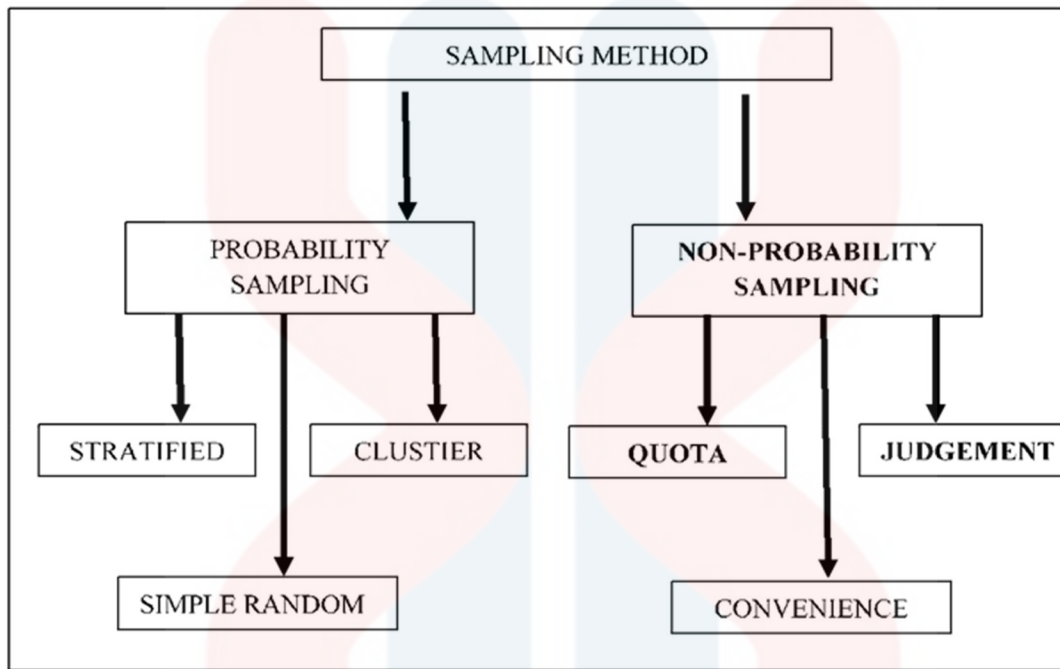 SAMPLING METHOD
PROBABILITY
SAMPLING
NON-PROBABILITY
SAMPLING
STRATIFIED
CLUSTIER
QUOTA
JUDGEMENT
SIMPLE RANDOM
CONVENIENCE